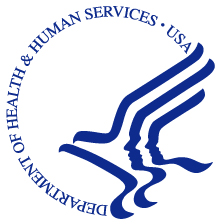 DEPARTMENT OF HEALTH & HUMAN SERVICES • USA